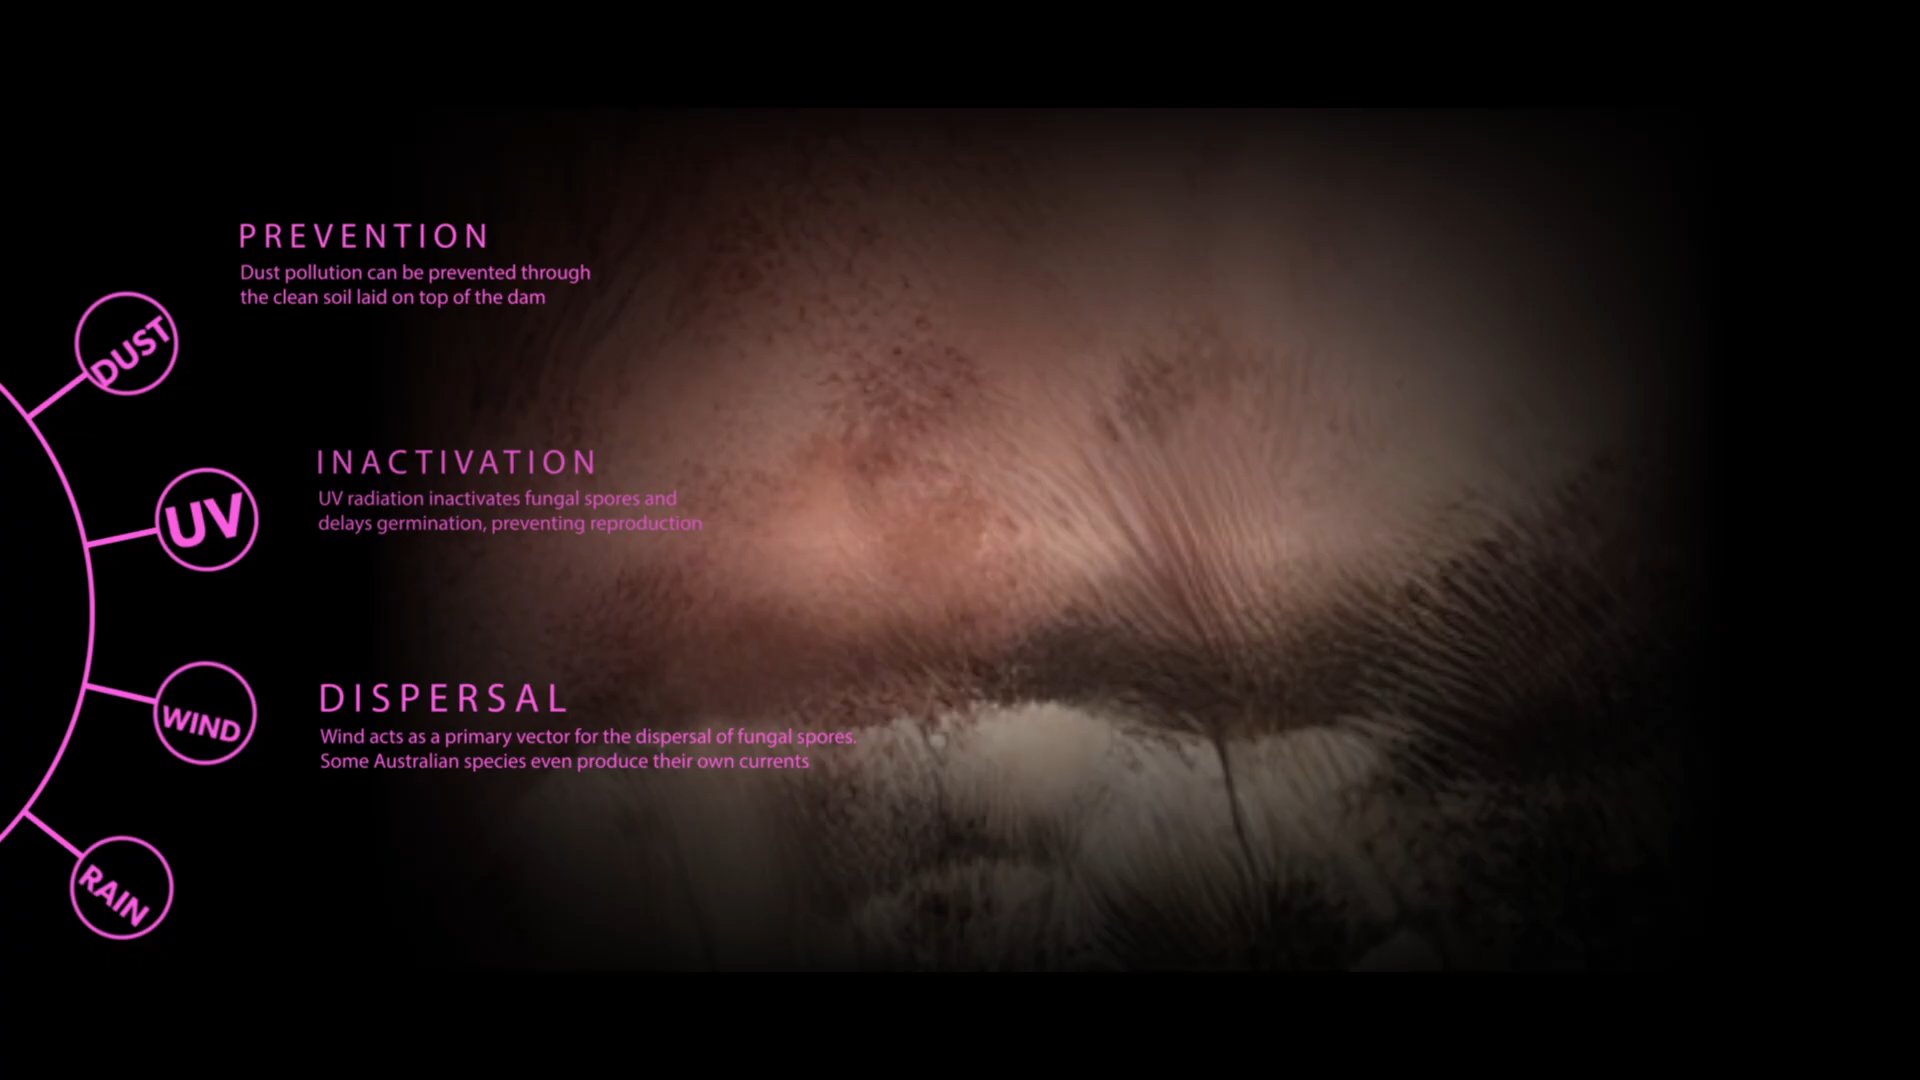 PREVENTION
Dust pollution can be prevented through
the clean soil laid on top of the dam
DUST
INACTIVATION
UV radiation inactivates fungal spores and
delays germination, preventing reproduction
UV
DISPERSAL
Wind acts as a primary vector for the dispersal of fungal spores.
Some Australian species even produce their own currents
WIND
RAIN